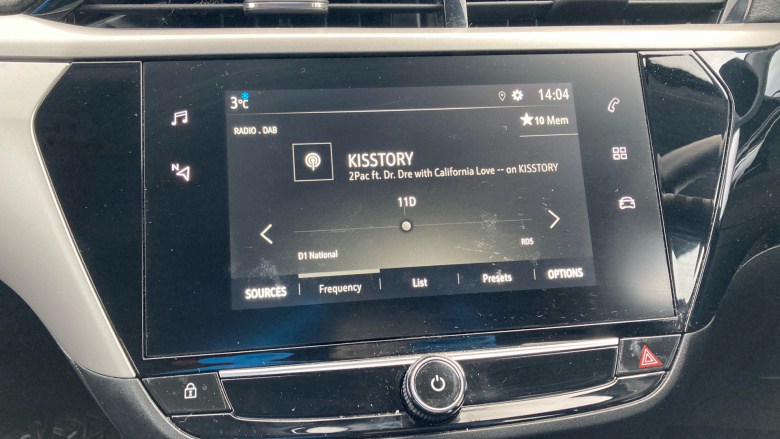 3°C
14:04
RADIO . DAB
★10 Mem
KISSTORY
2Pac ft. Dr. Dre with California Love -- on KISSTORY
11D
D1 National
RDS
SOURCES
Frequency
List
Presets
OPTIONS
N